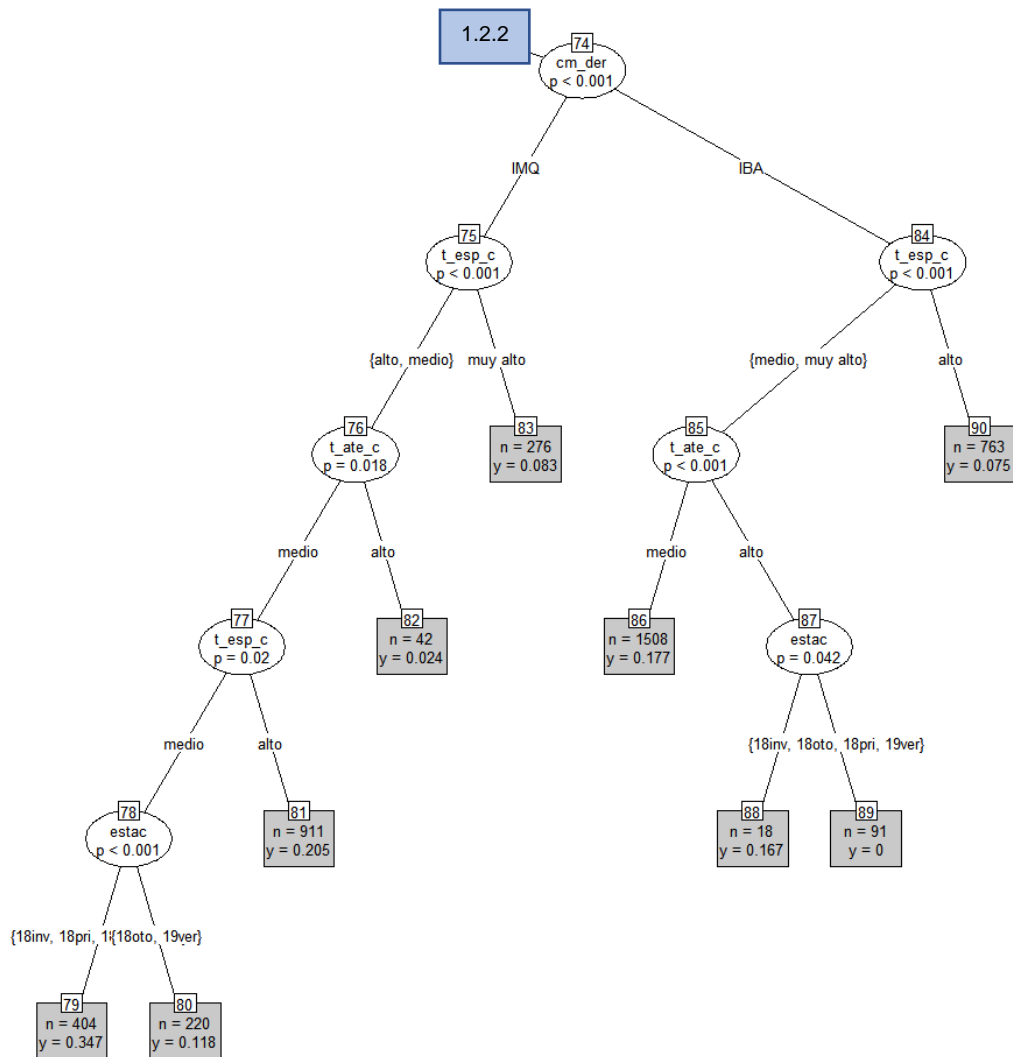 1.2.2
74
cm_der
p < 0.001
IMQ
IBA
75
t_esp_c
p < 0.001
84
t_esp_c
p < 0.001
{alto, medio}
muy alto
{medio, muy alto}
alto
76
t_ate_c
p = 0.018
83
n = 276
y = 0.083
85
t_ate_c
p < 0.001
90
n = 763
y = 0.075
medio
alto
medio
alto
77
t_esp_c
p = 0.02
82
n = 42
y = 0.024
86
n = 1508
y = 0.177
87
estac
p = 0.042
medio
alto
{18inv, 18oto, 18pri, 19ver}
78
estac
p < 0.001
81
n = 911
y = 0.205
88
n = 18
y = 0.167
89
n = 91
y = 0
{18inv, 18pri,
{18oto, 19ver}
79
n = 404
y = 0.347
80
n = 220
y = 0.118